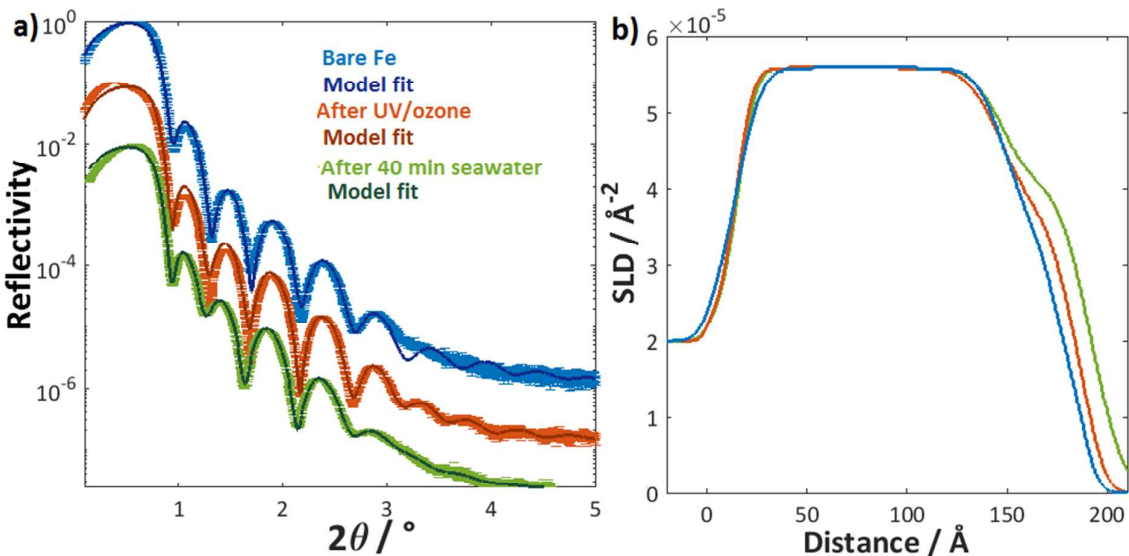 a)
10^0
10^-2
10^-4
10^-6
Reflectivity
Bare Fe
Model fit
After UV/ozone
Model fit
After 40 min seawater
Model fit
1 2 3 4 5
2θ / °
b)
×10^-5
6
5
4
3
2
1
0
SLD / Å^-2
0 50 100 150 200
Distance / Å